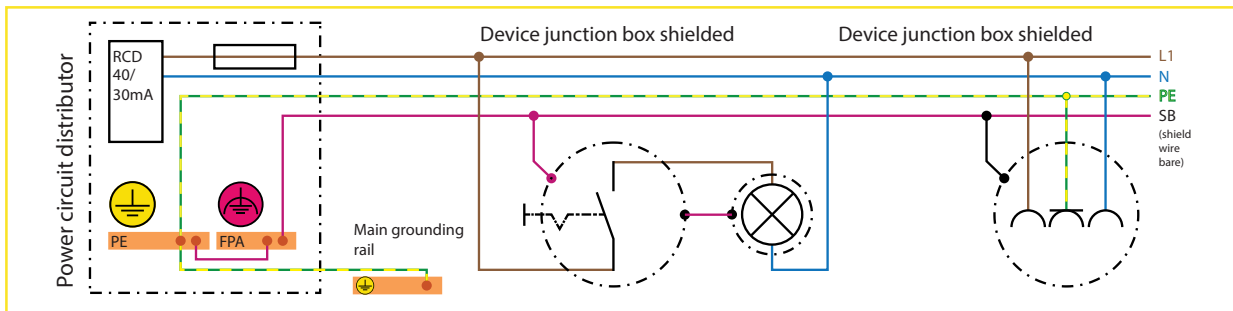 Power circuit distributor
RCD
40/
30mA
Device junction box shielded
Device junction box shielded
L1
N
PE
SB
(shield
wire
bare)
PE
FPA
Main grounding
rail